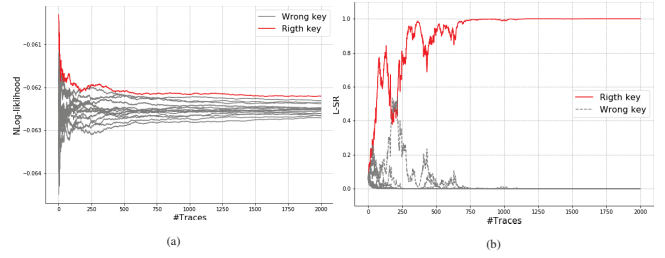 Wrong key
Rigth key
NLog-liklihood
−0.061
−0.062
−0.063
−0.064
0 250 500 750 1000 1250 1500 1750 2000
#Traces
(a)
L-SR
1.0
0.8
0.6
0.4
0.2
0.0
Rigth key
Wrong key
0 250 500 750 1000 1250 1500 1750 2000
#Traces
(b)